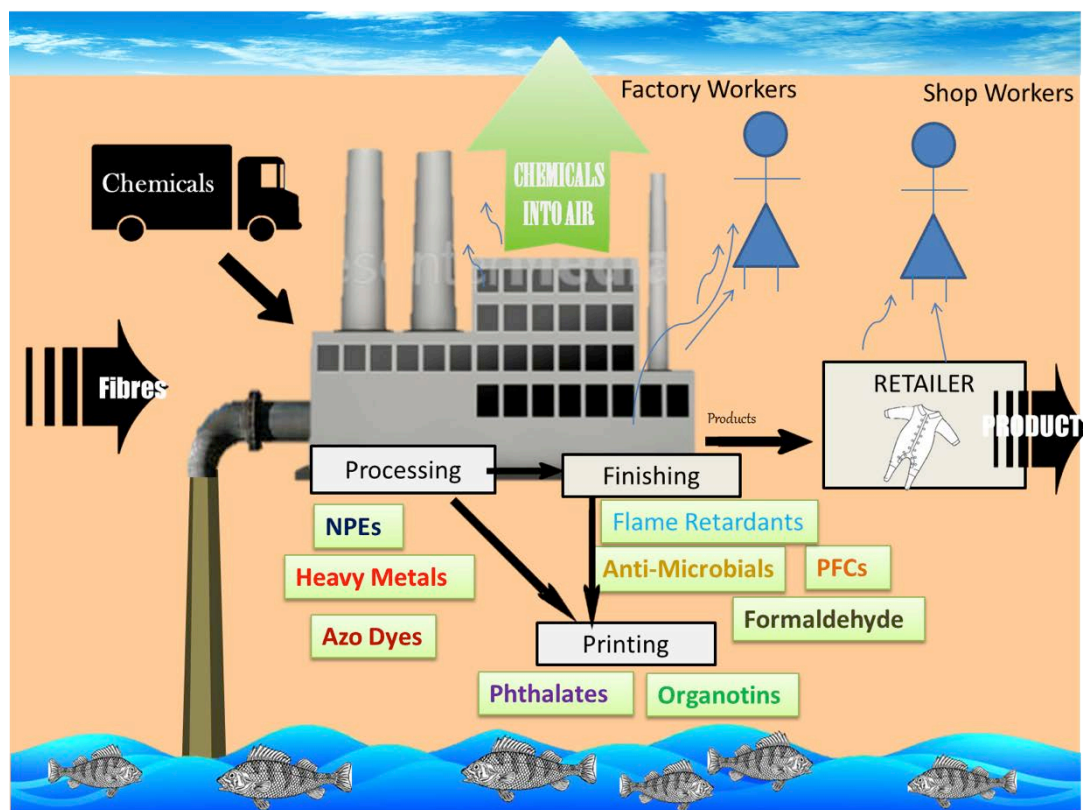 Factory Workers
Shop Workers
Chemicals
CHEMICALS
INTO AIR
Fibres
Products
RETAILER
PRODUCT
Processing
Finishing
NPEs
Flame Retardants
Heavy Metals
Anti-Microbials
PFCs
Azo Dyes
Formaldehyde
Printing
Phthalates
Organotins